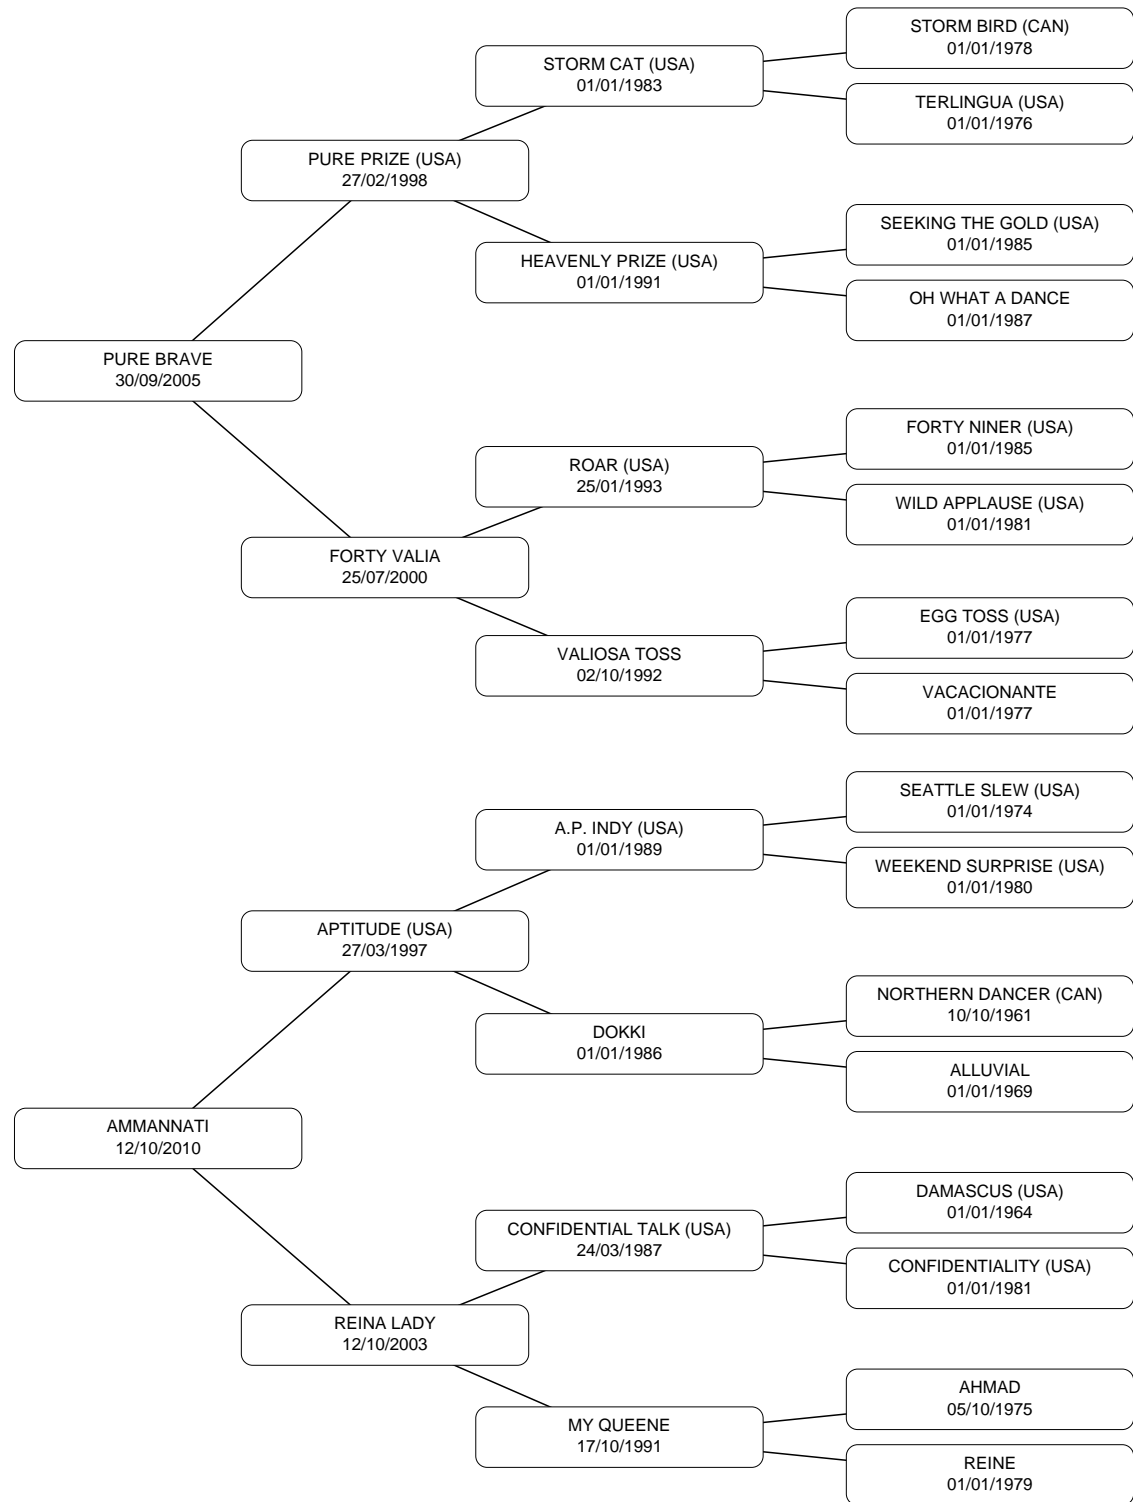 STORM BIRD (CAN)
01/01/1978
STORM CAT (USA)
01/01/1983
TERLINGUA (USA)
01/01/1976
PURE PRIZE (USA)
27/02/1998
SEEKING THE GOLD (USA)
01/01/1985
HEAVENLY PRIZE (USA)
01/01/1991
OH WHAT A DANCE
01/01/1987
PURE BRAVE
30/09/2005
FORTY NINER (USA)
01/01/1985
ROAR (USA)
25/01/1993
WILD APPLAUSE (USA)
01/01/1981
FORTY VALIA
25/07/2000
EGG TOSS (USA)
01/01/1977
VALIOSA TOSS
02/10/1992
VACACIONANTE
01/01/1977
SEATTLE SLEW (USA)
01/01/1974
A.P. INDY (USA)
01/01/1989
WEEKEND SURPRISE (USA)
01/01/1980
APTITUDE (USA)
27/03/1997
NORTHERN DANCER (CAN)
10/10/1961
DOKKI
01/01/1986
ALLUVIAL
01/01/1969
AMMANNATI
12/10/2010
DAMASCUS (USA)
01/01/1964
CONFIDENTIAL TALK (USA)
24/03/1987
CONFIDENTIALITY (USA)
01/01/1981
REINA LADY
12/10/2003
AHMAD
05/10/1975
MY QUEENE
17/10/1991
REINE
01/01/1979